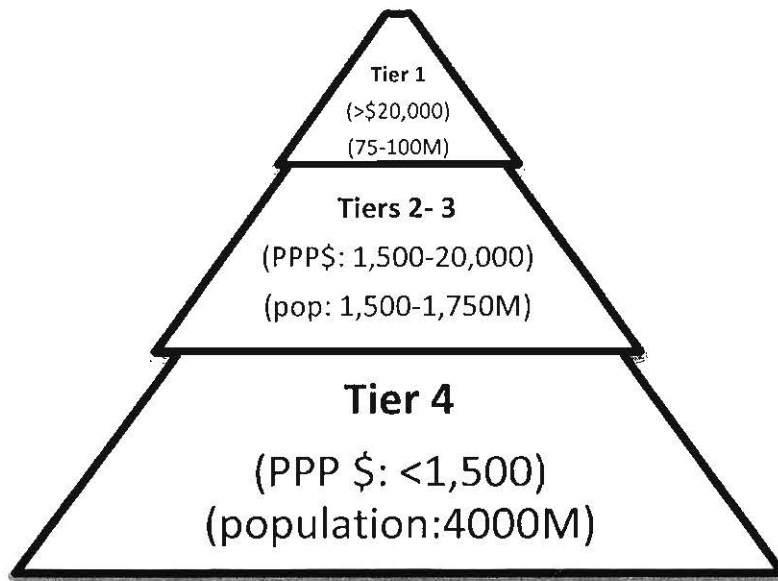 Tier 1
(>$20,000)
(75-100M)
Tiers 2- 3
(PPP$: 1,500-20,000)
(pop: 1,500-1,750M)
Tier 4
(PPP $: <1,500)
(population:4000M)